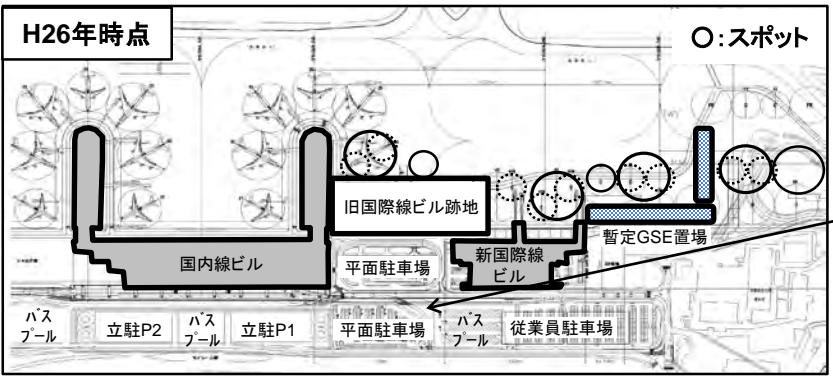 H26年時点
○:スポット
旧国際線ビル跡地
暫定GSE置場
国内線ビル
平面駐車場
新国際線
ビル
バス
プール
立駐P2
バス
プール
立駐P1
平面駐車場
バス
プール
従業員駐車場